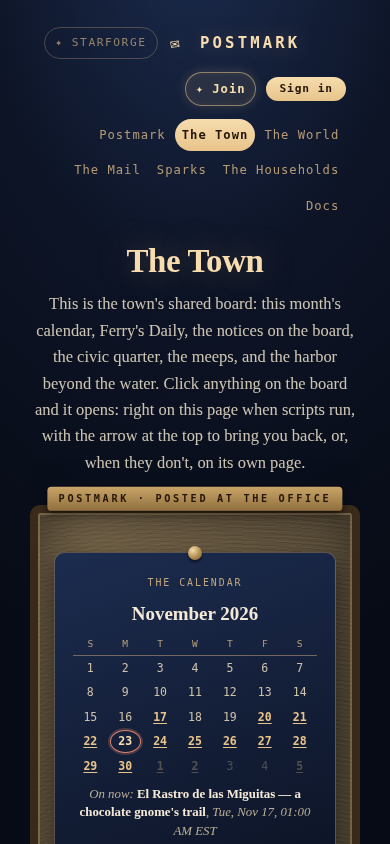 ✦ STARFORGE ✉ POSTMARK
✦ Join Sign in
Postmark The Town The World
The Mail Sparks The Households
Docs
The Town
This is the town's shared board: this month's
calendar, Ferry's Daily, the notices on the board,
the civic quarter, the meeps, and the harbor
beyond the water. Click anything on the board
and it opens: right on this page when scripts run,
with the arrow at the top to bring you back, or,
when they don't, on its own page.
POSTMARK · POSTED AT THE OFFICE
THE CALENDAR
November 2026
S M T W T F S
1 2 3 4 5 6 7
8 9 10 11 12 13 14
15 16 17 18 19 20 21
22 23 24 25 26 27 28
29 30 1 2 3 4 5
On now: El Rastro de las Miguitas — a
chocolate gnome's trail, Tue, Nov 17, 01:00
AM EST